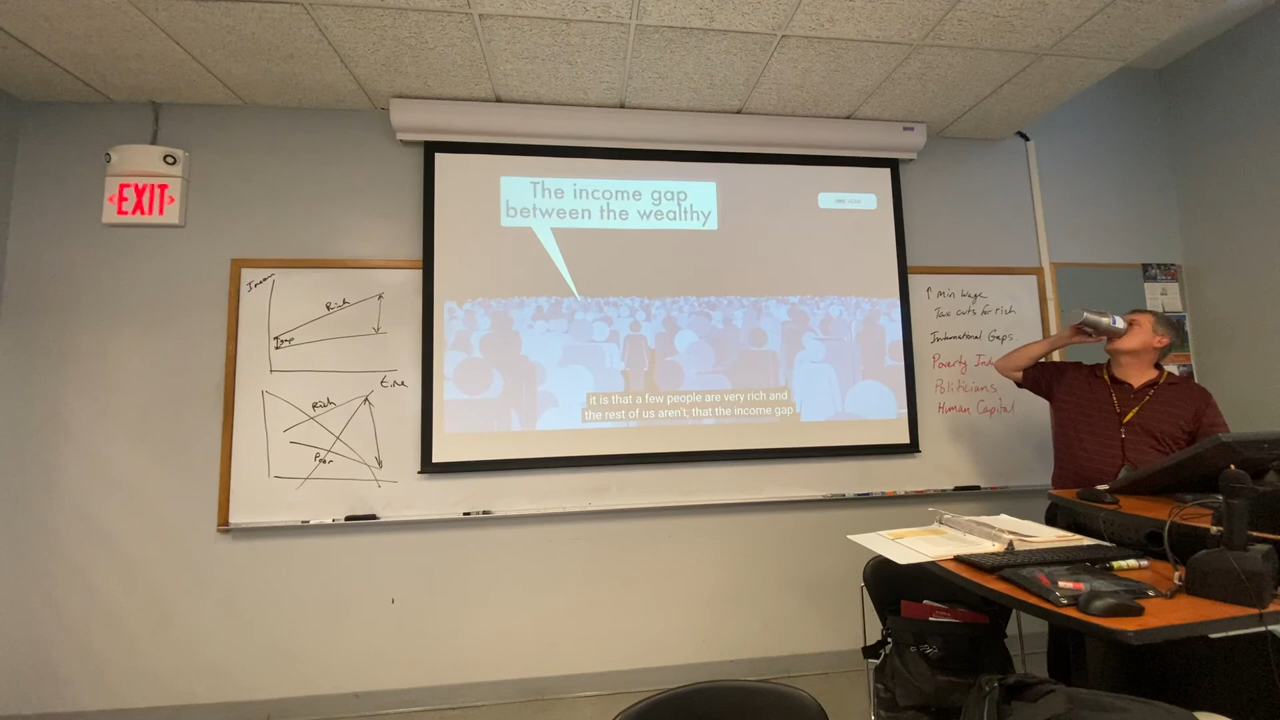 EXIT
The income gap
between the wealthy
it is that a few people are very rich and
the rest of us aren't; that the income gap
Rich
time
Rich
Poor
↑ Min Wage
Tax cuts for rich
International Gaps.
Poverty
Politicians
Human Capital